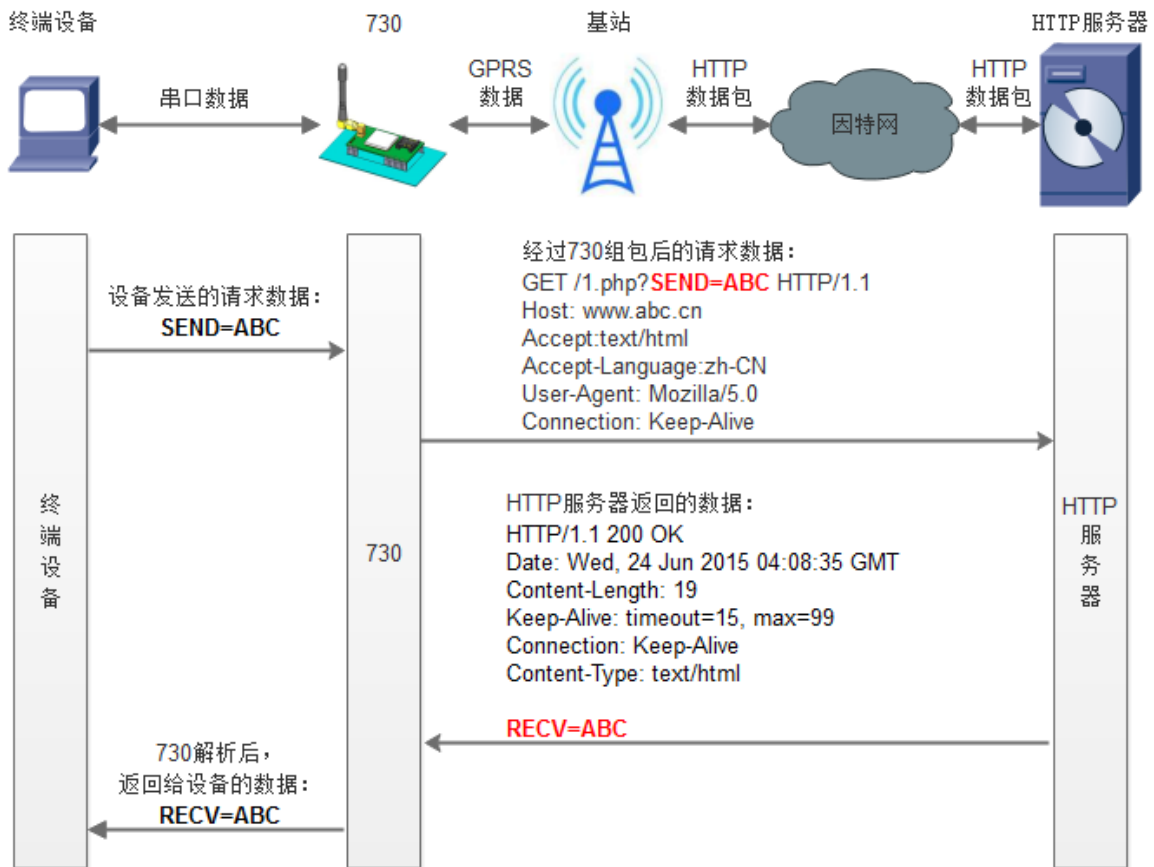 终端设备
730
基站
HTTP服务器
串口数据
GPRS
数据
HTTP
数据包
因特网
HTTP
数据包
设备发送的请求数据：
SEND=ABC
经过730组包后的请求数据：
GET /1.php?SEND=ABC HTTP/1.1
Host: www.abc.cn
Accept:text/html
Accept-Language:zh-CN
User-Agent: Mozilla/5.0
Connection: Keep-Alive
终
端
设
备
730
HTTP
服
务
器
HTTP服务器返回的数据：
HTTP/1.1 200 OK
Date: Wed, 24 Jun 2015 04:08:35 GMT
Content-Length: 19
Keep-Alive: timeout=15, max=99
Connection: Keep-Alive
Content-Type: text/html
RECV=ABC
730解析后，
返回给设备的数据：
RECV=ABC